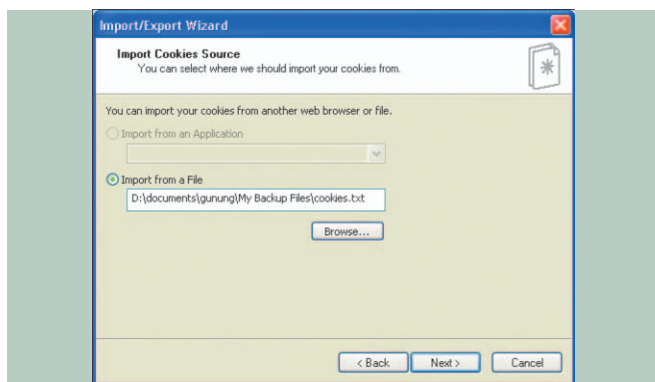 Import/Export Wizard
Import Cookies Source
You can select where we should import your cookies from.
You can import your cookies from another web browser or file.
Import from an Application
Import from a File
D:\documents\gunung\My Backup Files\cookies.txt
Browse...
< Back Next > Cancel